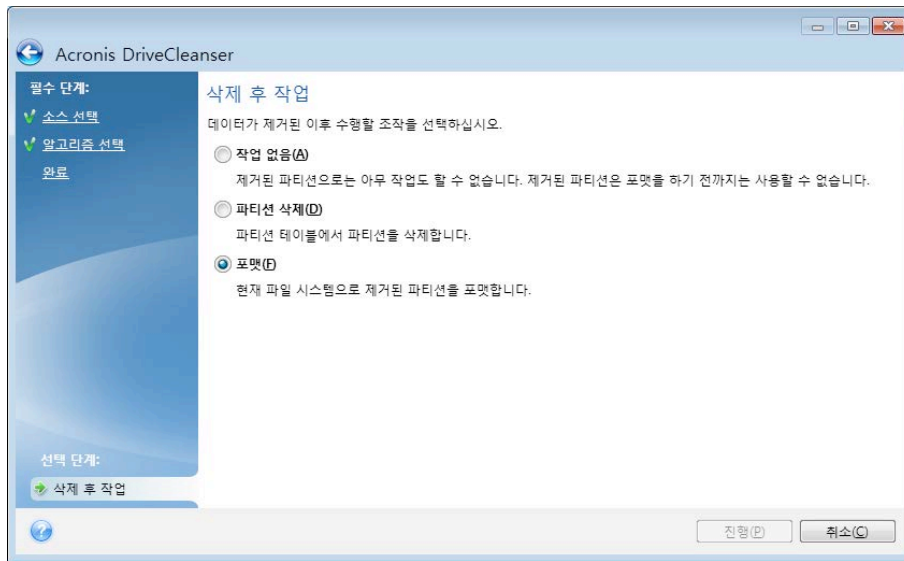 Acronis DriveCleanser
필수 단계:
소스 선택
알고리즘 선택
완료
선택 단계:
삭제 후 작업
삭제 후 작업
데이터가 제거된 이후 수행할 조작을 선택하십시오.
작업 없음(A)
제거된 파티션으로는 아무 작업도 할 수 없습니다. 제거된 파티션은 포맷을 하기 전까지는 사용할 수 없습니다.
파티션 삭제(D)
파티션 테이블에서 파티션을 삭제합니다.
포맷(F)
현재 파일 시스템으로 제거된 파티션을 포맷합니다.
진행(P)
취소(C)